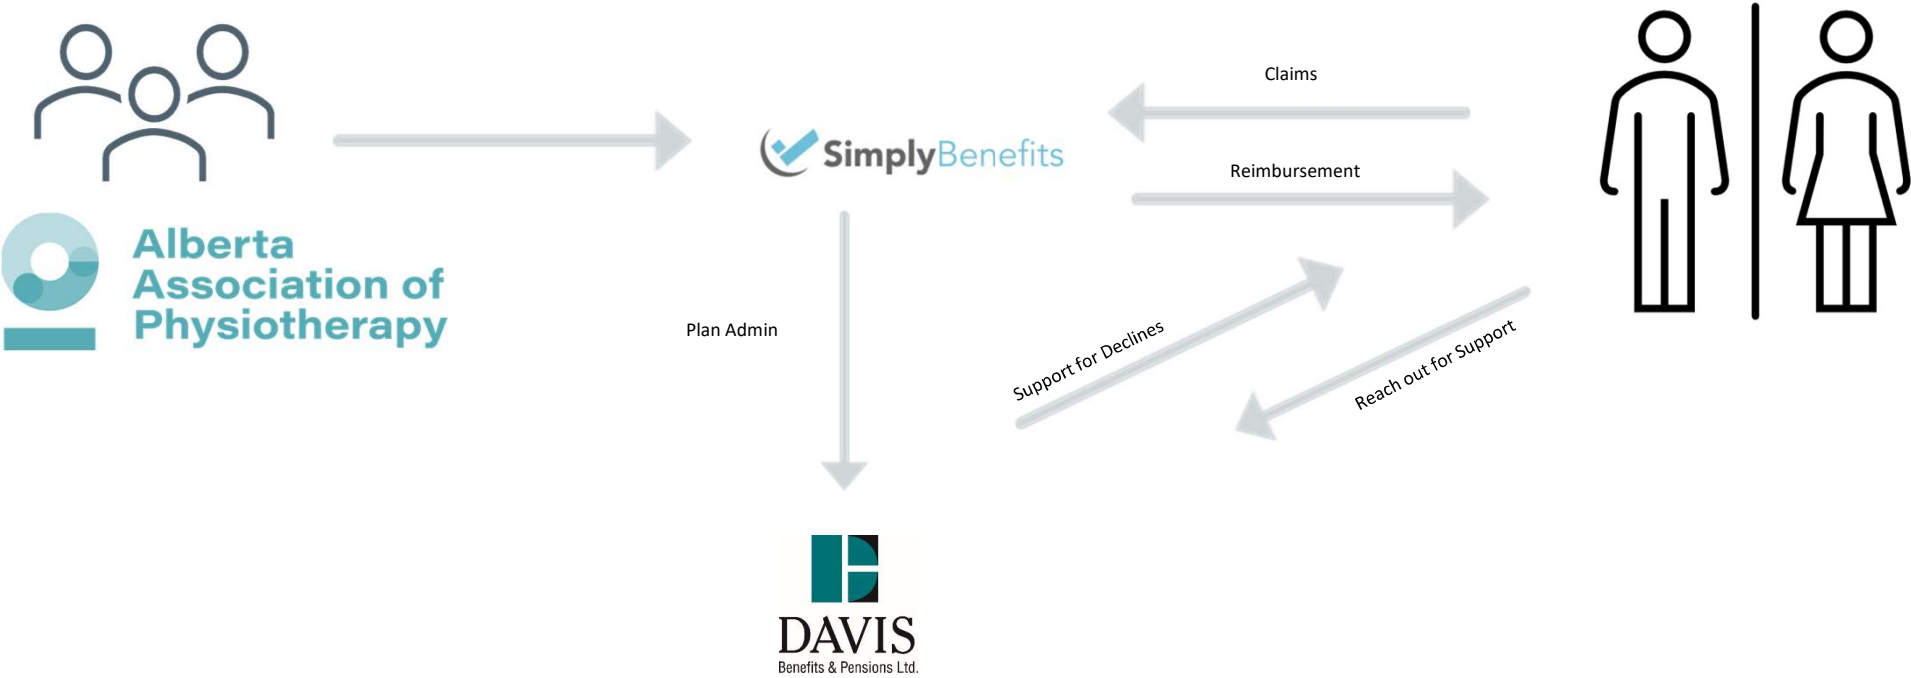 Claims
SimplyBenefits
Reimbursement
Alberta
Association of
Physiotherapy
Plan Admin
Support for Declines
Reach out for Support
DAVIS
Benefits & Pensions Ltd.